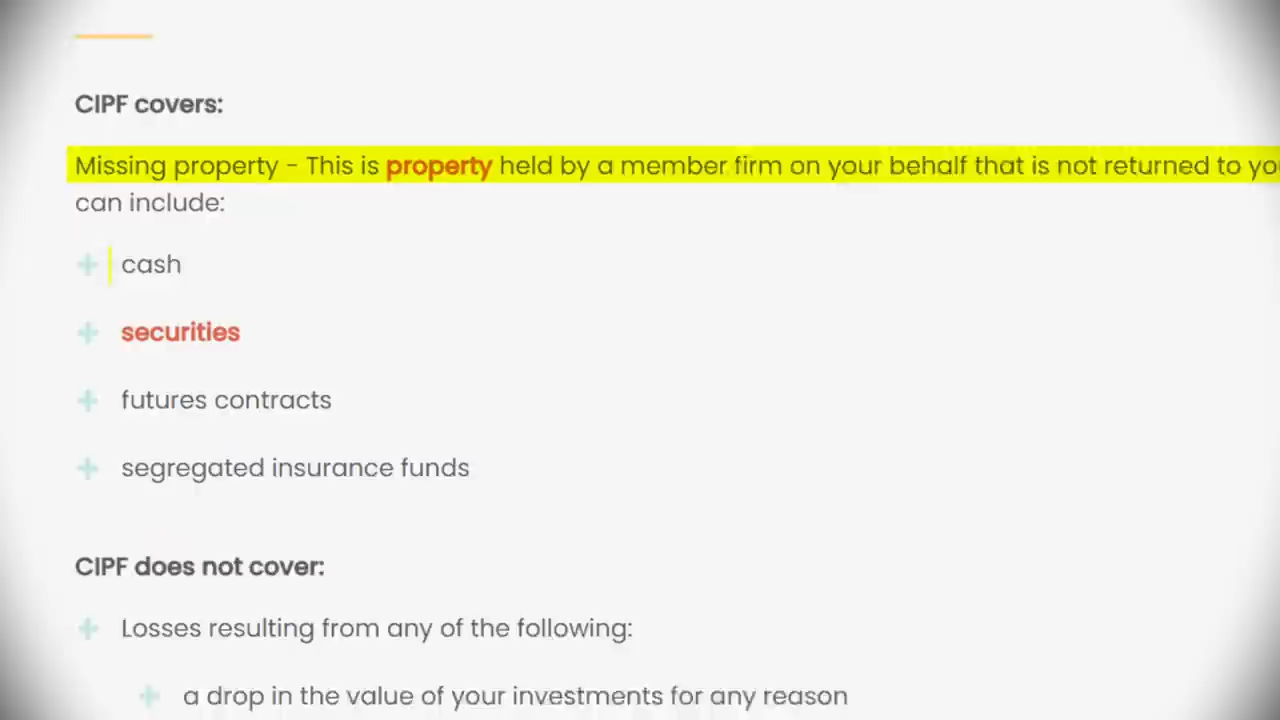 CIPF covers:
Missing property - This is property held by a member firm on your behalf that is not returned to
can include:
cash
securities
futures contracts
segregated insurance funds
CIPF does not cover:
Losses resulting from any of the following:
a drop in the value of your investments for any reason